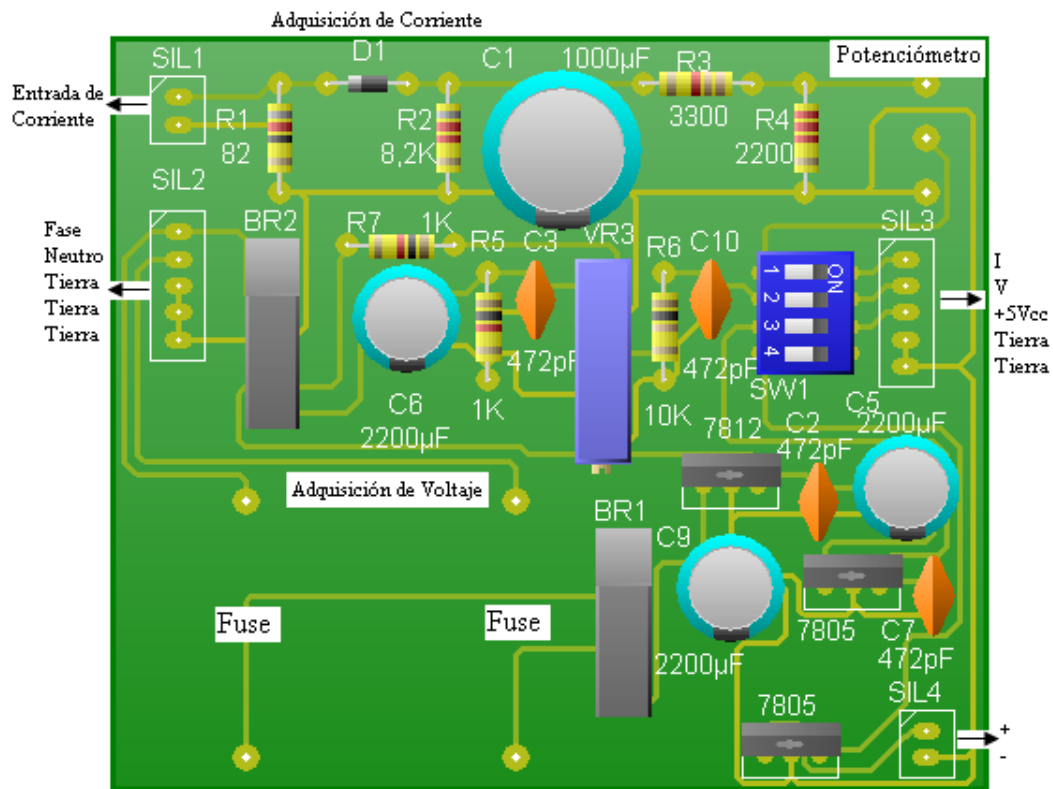 Adquisición de Corriente
SIL1
D1
C1
1000µF
R3
Potenciómetro
Entrada de
Corriente
R1
82
R2
8,2K
3300
R4
2200
SIL2
Fase
Neutro
Tierra
Tierra
Tierra
BR2
R7
1K
R5
C3
VR3
R6
C10
SIL3
1
2
3
4
ON
I
V
+5Vcc
Tierra
Tierra
472pF
472pF
SW1
C6
2200µF
1K
10K
7812
C2
472pF
C5
2200µF
Adquisición de Voltaje
BR1
C9
Fuse
Fuse
2200µF
7805
C7
472pF
7805
SIL4
+
-